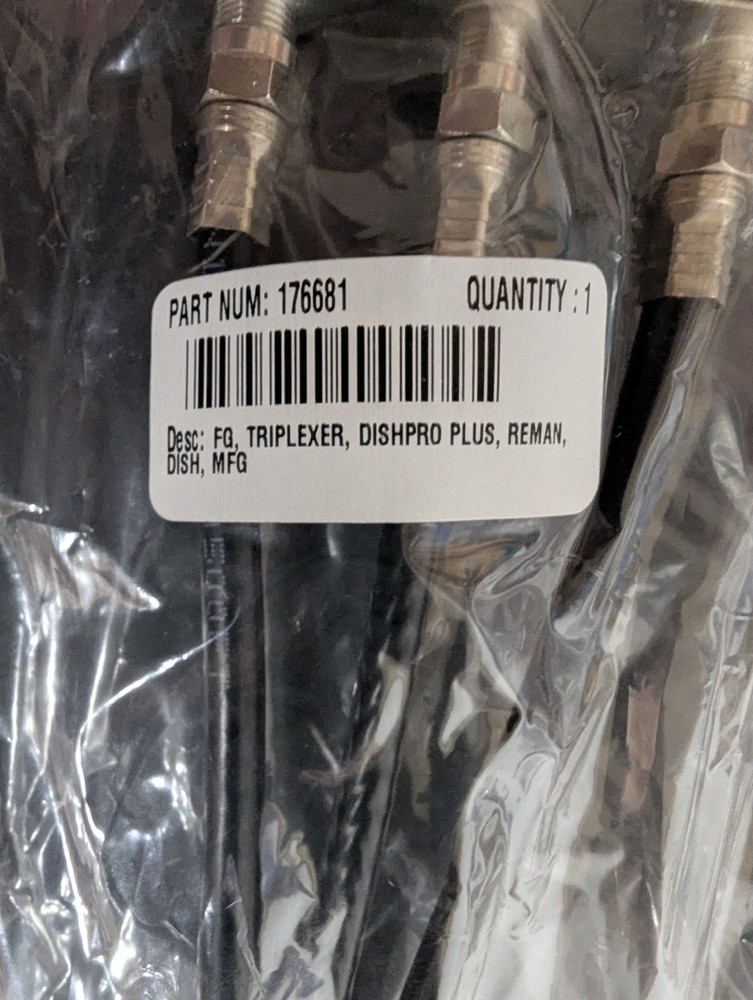 PART NUM: 176681 QUANTITY : 1
Desc: FG, TRIPLEXER, DISHPRO PLUS, REMAN,
DISH, MFG